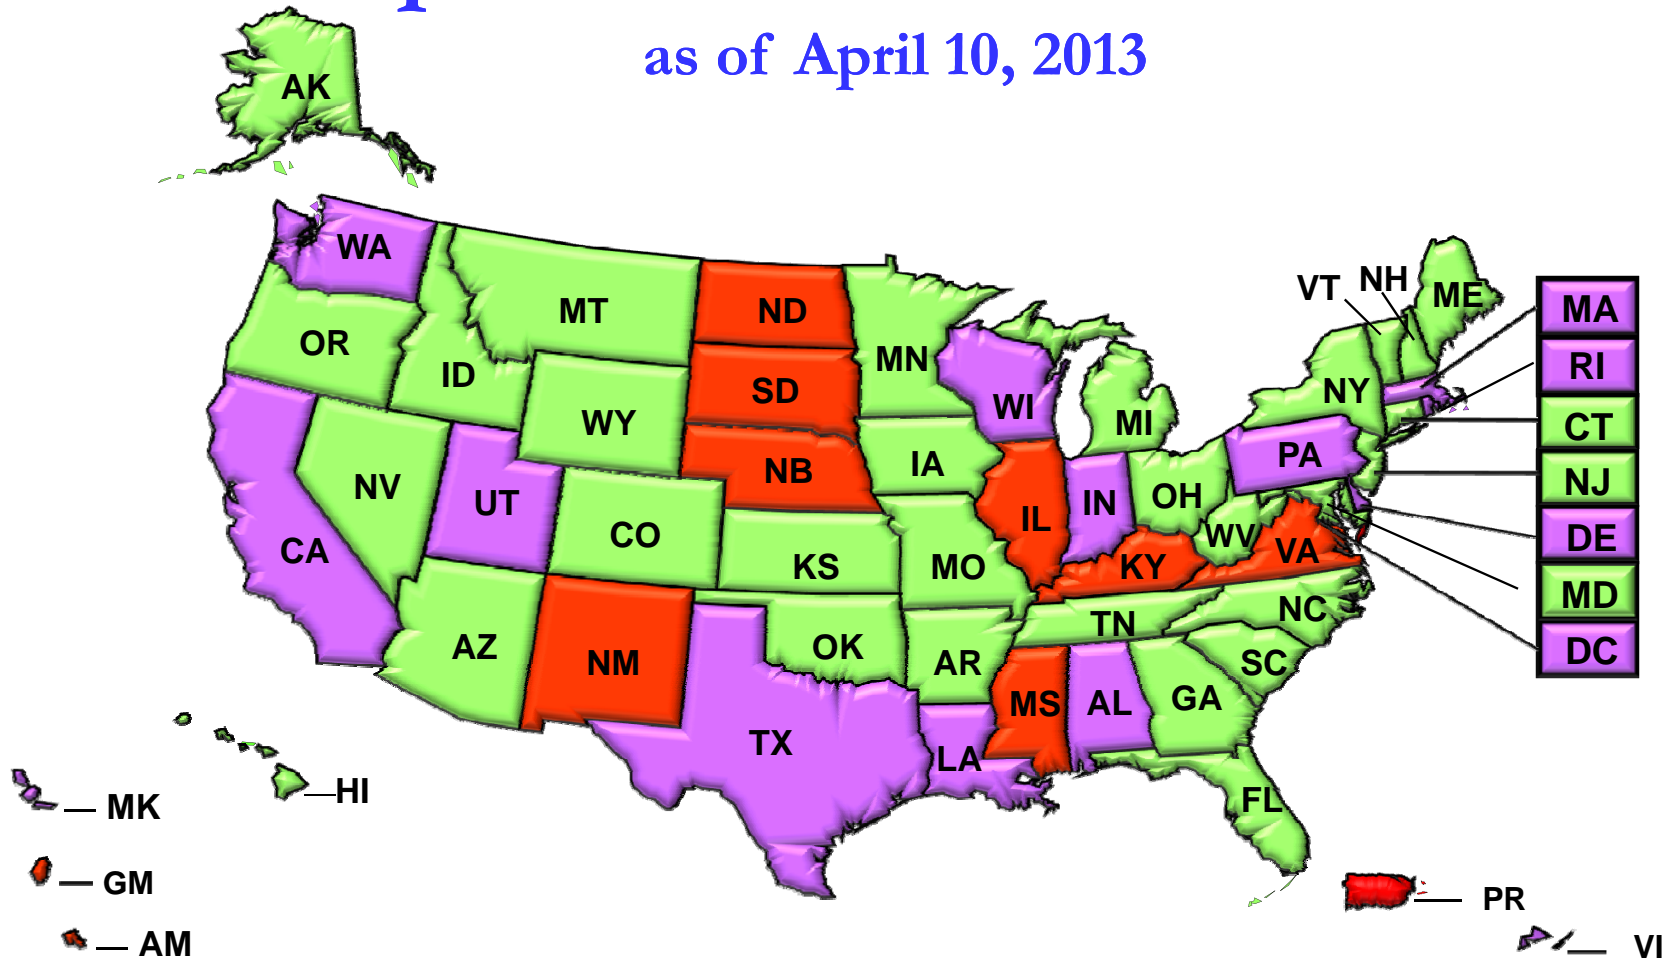 as of April 10, 2013
AK
WA
MT
ND
VT
NH
ME
MA
OR
ID
SD
MN
WI
NY
RI
WY
MI
CT
NV
UT
NB
IA
PA
NJ
CA
CO
KS
MO
IL
IN
OH
WV
KY
VA
DE
MD
AZ
NM
OK
AR
TN
NC
SC
DC
TX
LA
MS
AL
GA
FL
HI
MK
GM
AM
PR
VI